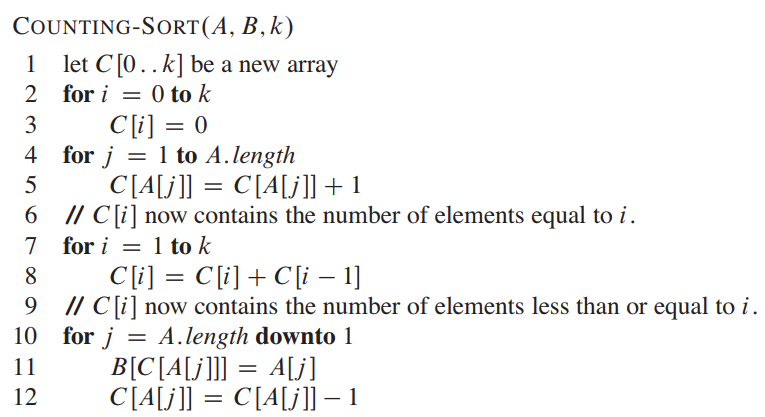 COUNTING-SORT(A, B, k)
1 let C[0..k] be a new array
2 for i = 0 to k
3 C[i] = 0
4 for j = 1 to A.length
5 C[A[j]] = C[A[j]] + 1
6 // C[i] now contains the number of elements equal to i.
7 for i = 1 to k
8 C[i] = C[i] + C[i − 1]
9 // C[i] now contains the number of elements less than or equal to i.
10 for j = A.length downto 1
11 B[C[A[j]]] = A[j]
12 C[A[j]] = C[A[j]] − 1